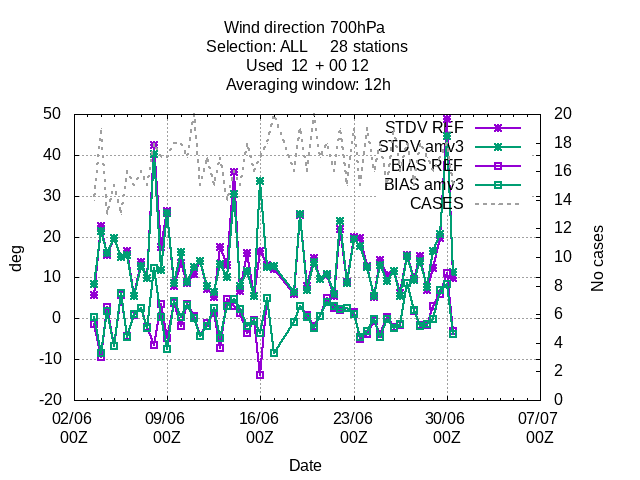 Wind direction 700hPa
Selection: ALL     28 stations
Used  12 + 00 12
Averaging window: 12h
50
40
30
20
10
0
-10
-20
deg
20
18
16
14
12
10
8
6
4
2
0
No cases
STDV REF
STDV amv3
BIAS REF
BIAS amv3
CASES
02/06 09/06 16/06 23/06 30/06 07/07
00Z 00Z 00Z 00Z 00Z 00Z
Date